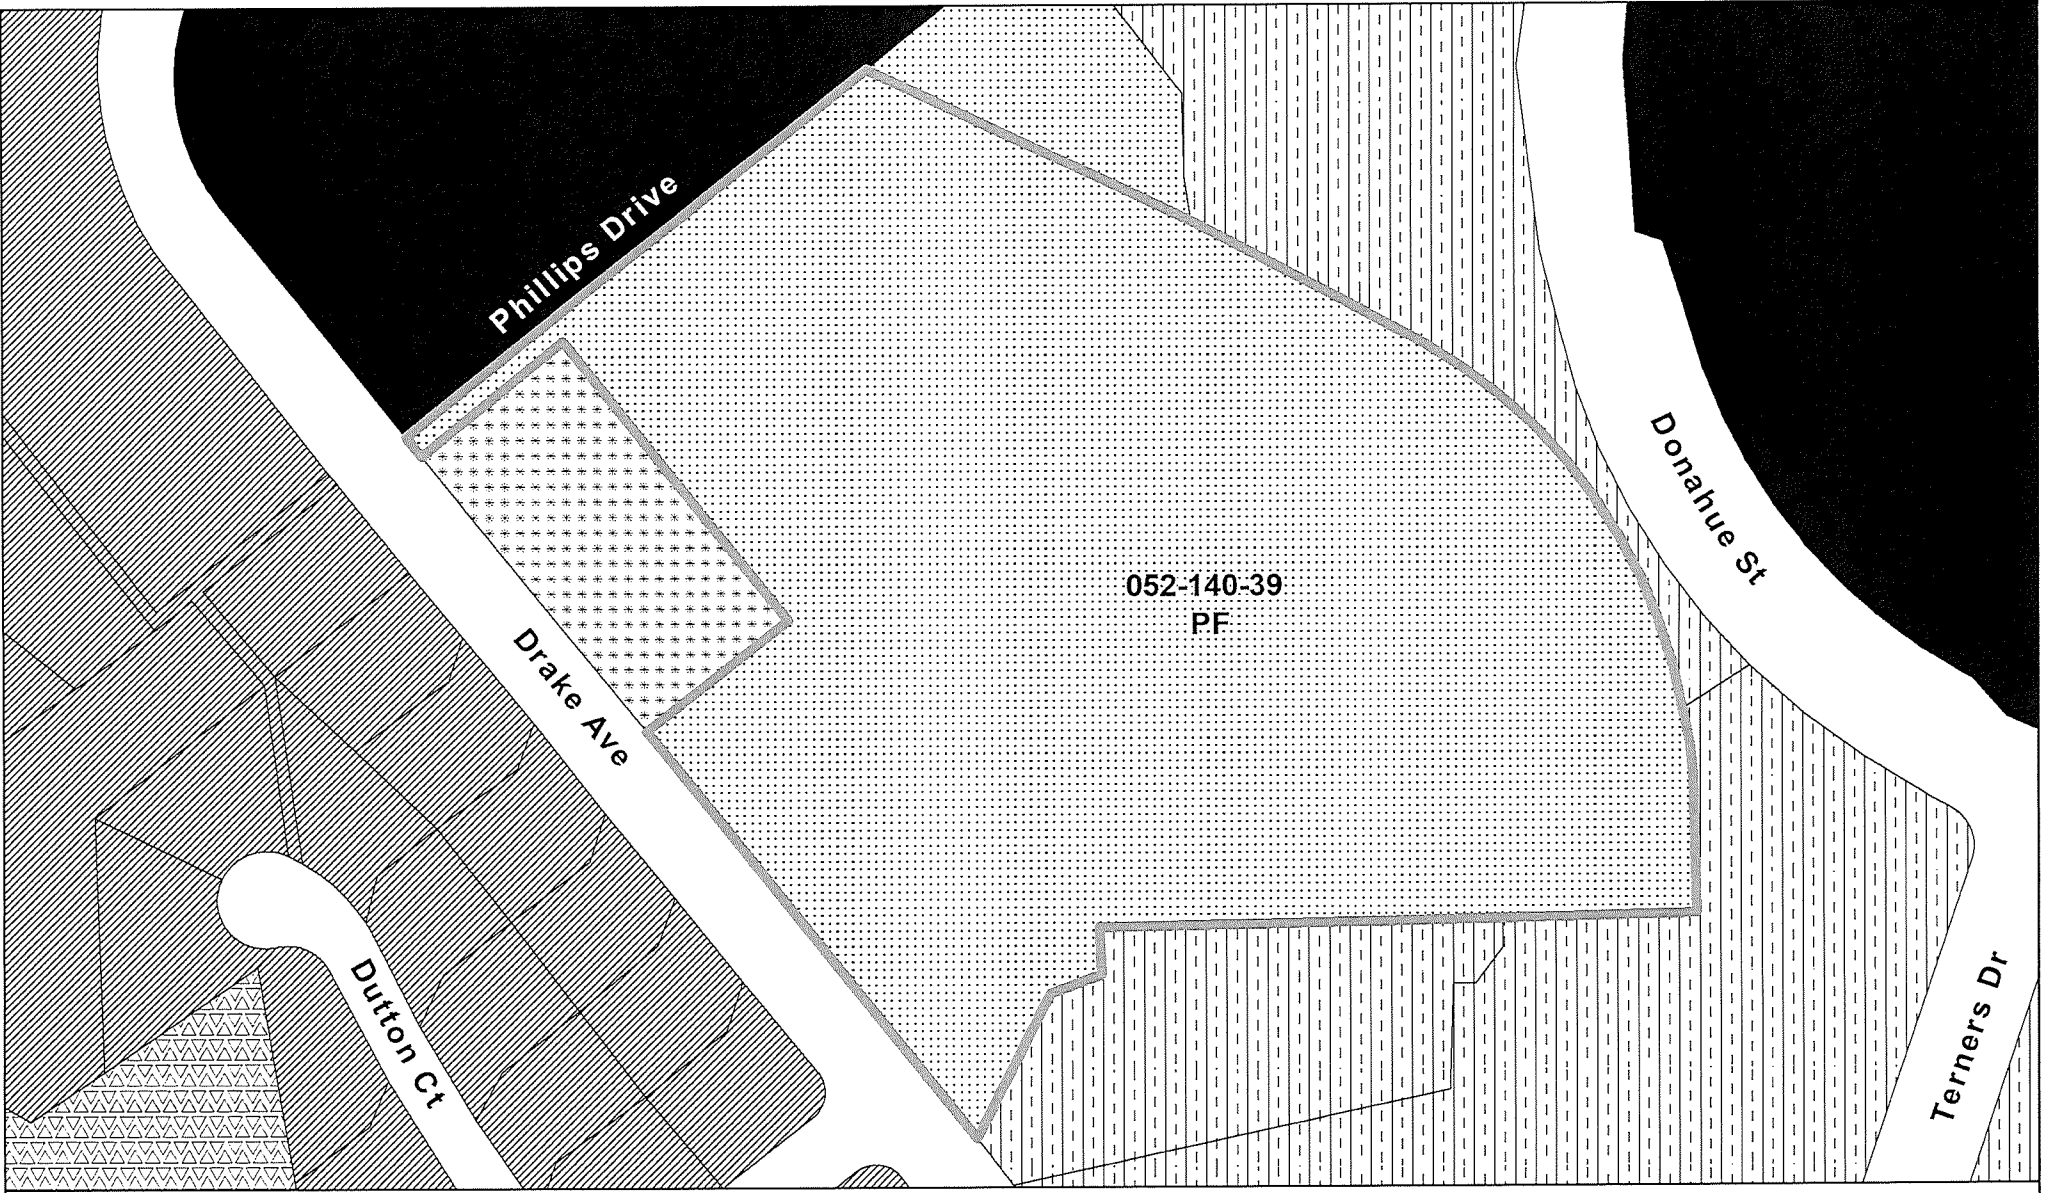 Phillips Drive
Donahue St
052-140-39
PF
Drake Ave
Dutton Ct
Terners Dr